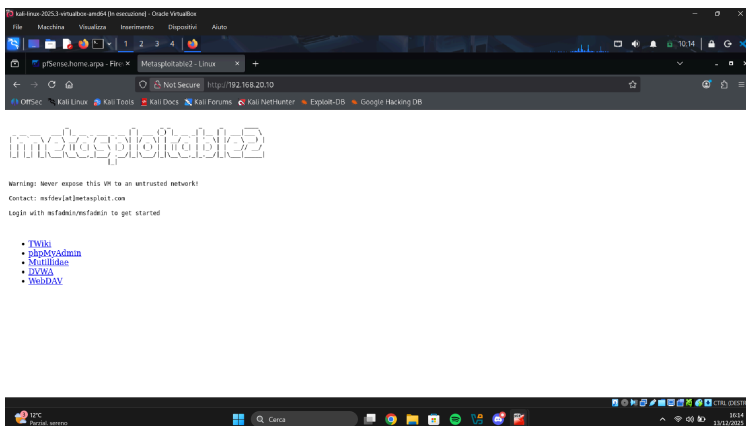 kali-linux-2025.3-virtualbox-amd64 [In esecuzione] - Oracle VirtualBox
File Macchina Visualizza Inserimento Dispositivi Aiuto
1 2 3 4
10:14
pfSense.home.arpa - Firef
Metasploitable2 - Linux
Not Secure http://192.168.20.10
OffSec Kali Linux Kali Tools Kali Docs Kali Forums Kali NetHunter Exploit-DB Google Hacking DB
metasploitable2
Warning: Never expose this VM to an untrusted network!
Contact: msfdev[at]metasploit.com
Login with msfadmin/msfadmin to get started
TWiki
phpMyAdmin
Mutillidae
DVWA
WebDAV
CTRL (DESTR
12°C
Parzial. sereno
Cerca
16:14
13/12/2025